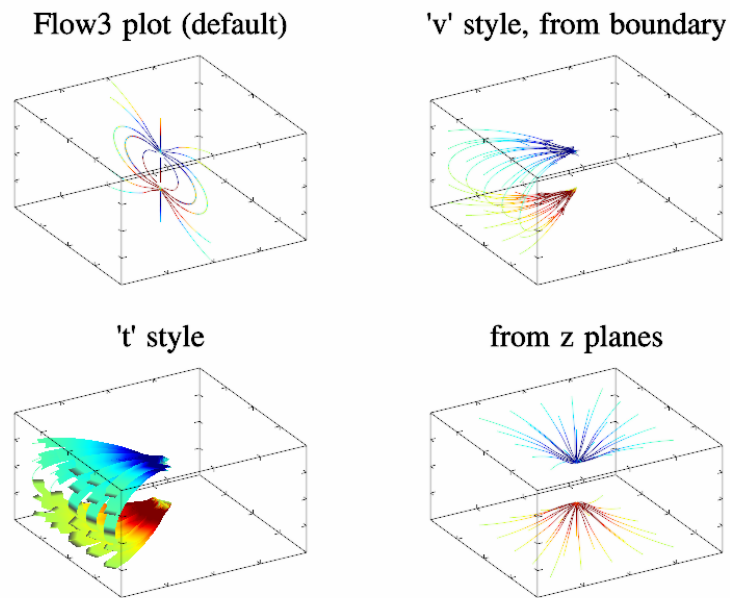 Flow3 plot (default)
'v' style, from boundary
't' style
from z planes